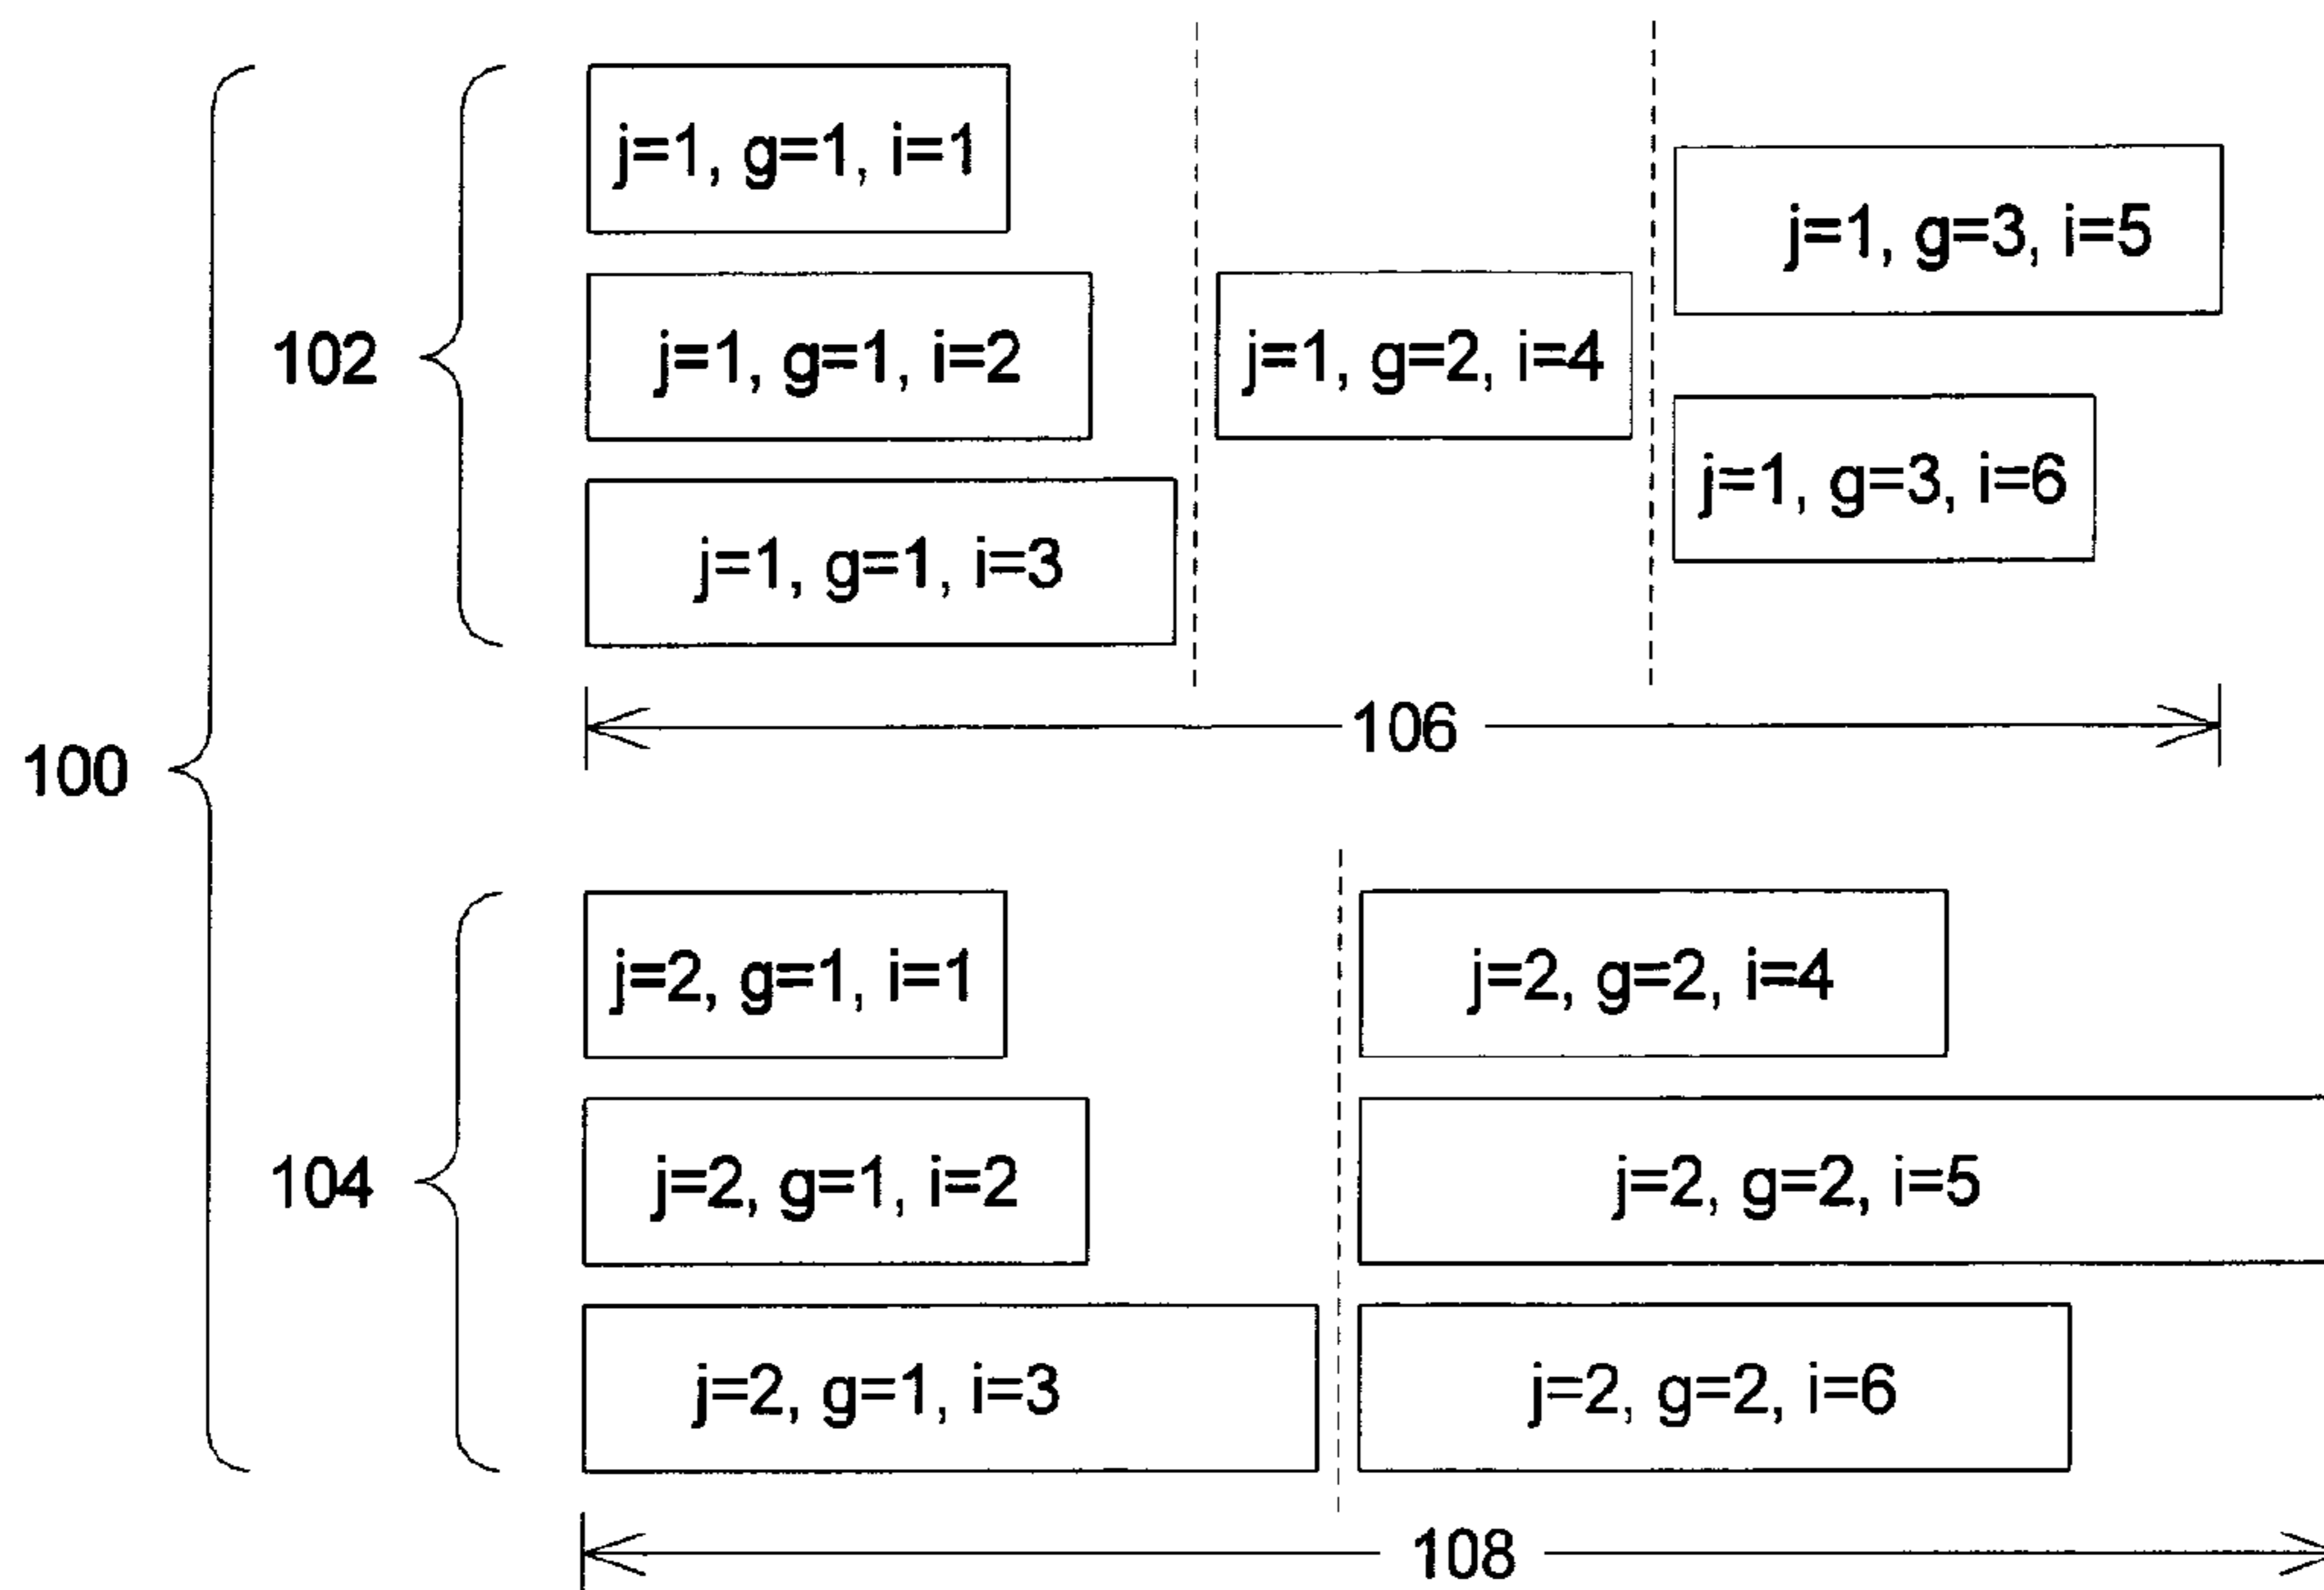 j=1, g=1, i=1
j=1, g=3, i=5
102
j=1, g=1, i=2
j=1, g=2, i=4
j=1, g=3, i=6
j=1, g=1, i=3
106
100
j=2, g=1, i=1
j=2, g=2, i=4
104
j=2, g=1, i=2
j=2, g=2, i=5
j=2, g=1, i=3
j=2, g=2, i=6
108